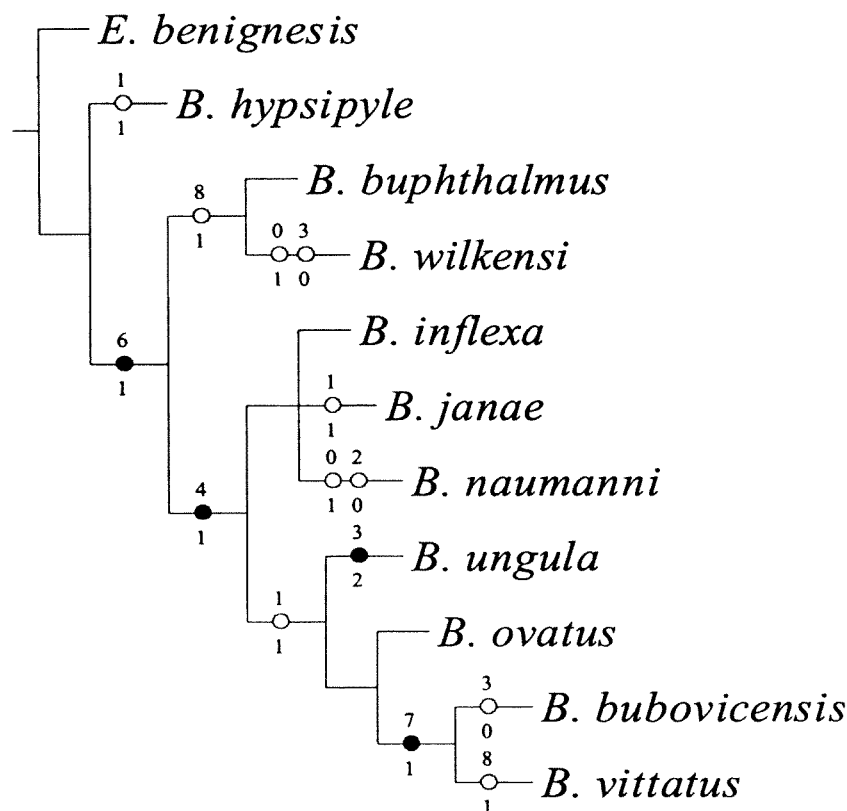 E. benignesis
1
B. hypsipyle
1
B. buphthalmus
8
1
0 3
B. wilkensi
1 0
B. inflexa
6
1
1
B. janae
1
0 2
B. naumanni
1 0
4
1
3
B. ungula
2
1
1
B. ovatus
3
B. bubovicensis
0
7
1
8
B. vittatus
1